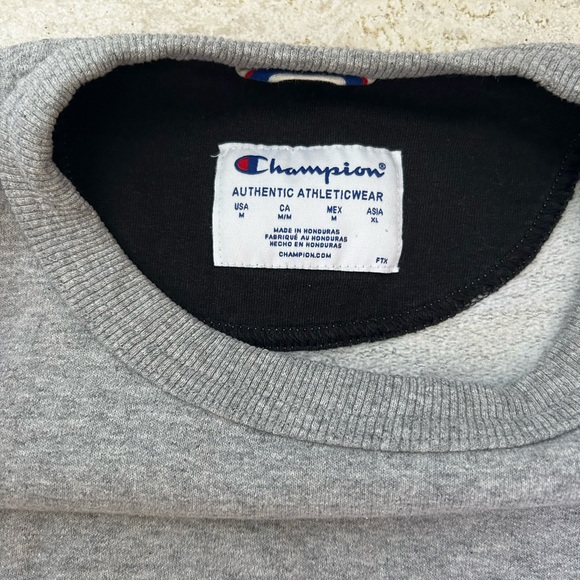 Champion®
AUTHENTIC ATHLETICWEAR
USA CA MEX ASIA
M M/M M XL
MADE IN HONDURAS
FABRIQUÉ AU HONDURAS
HECHO EN HONDURAS
CHAMPION.COM
FTX